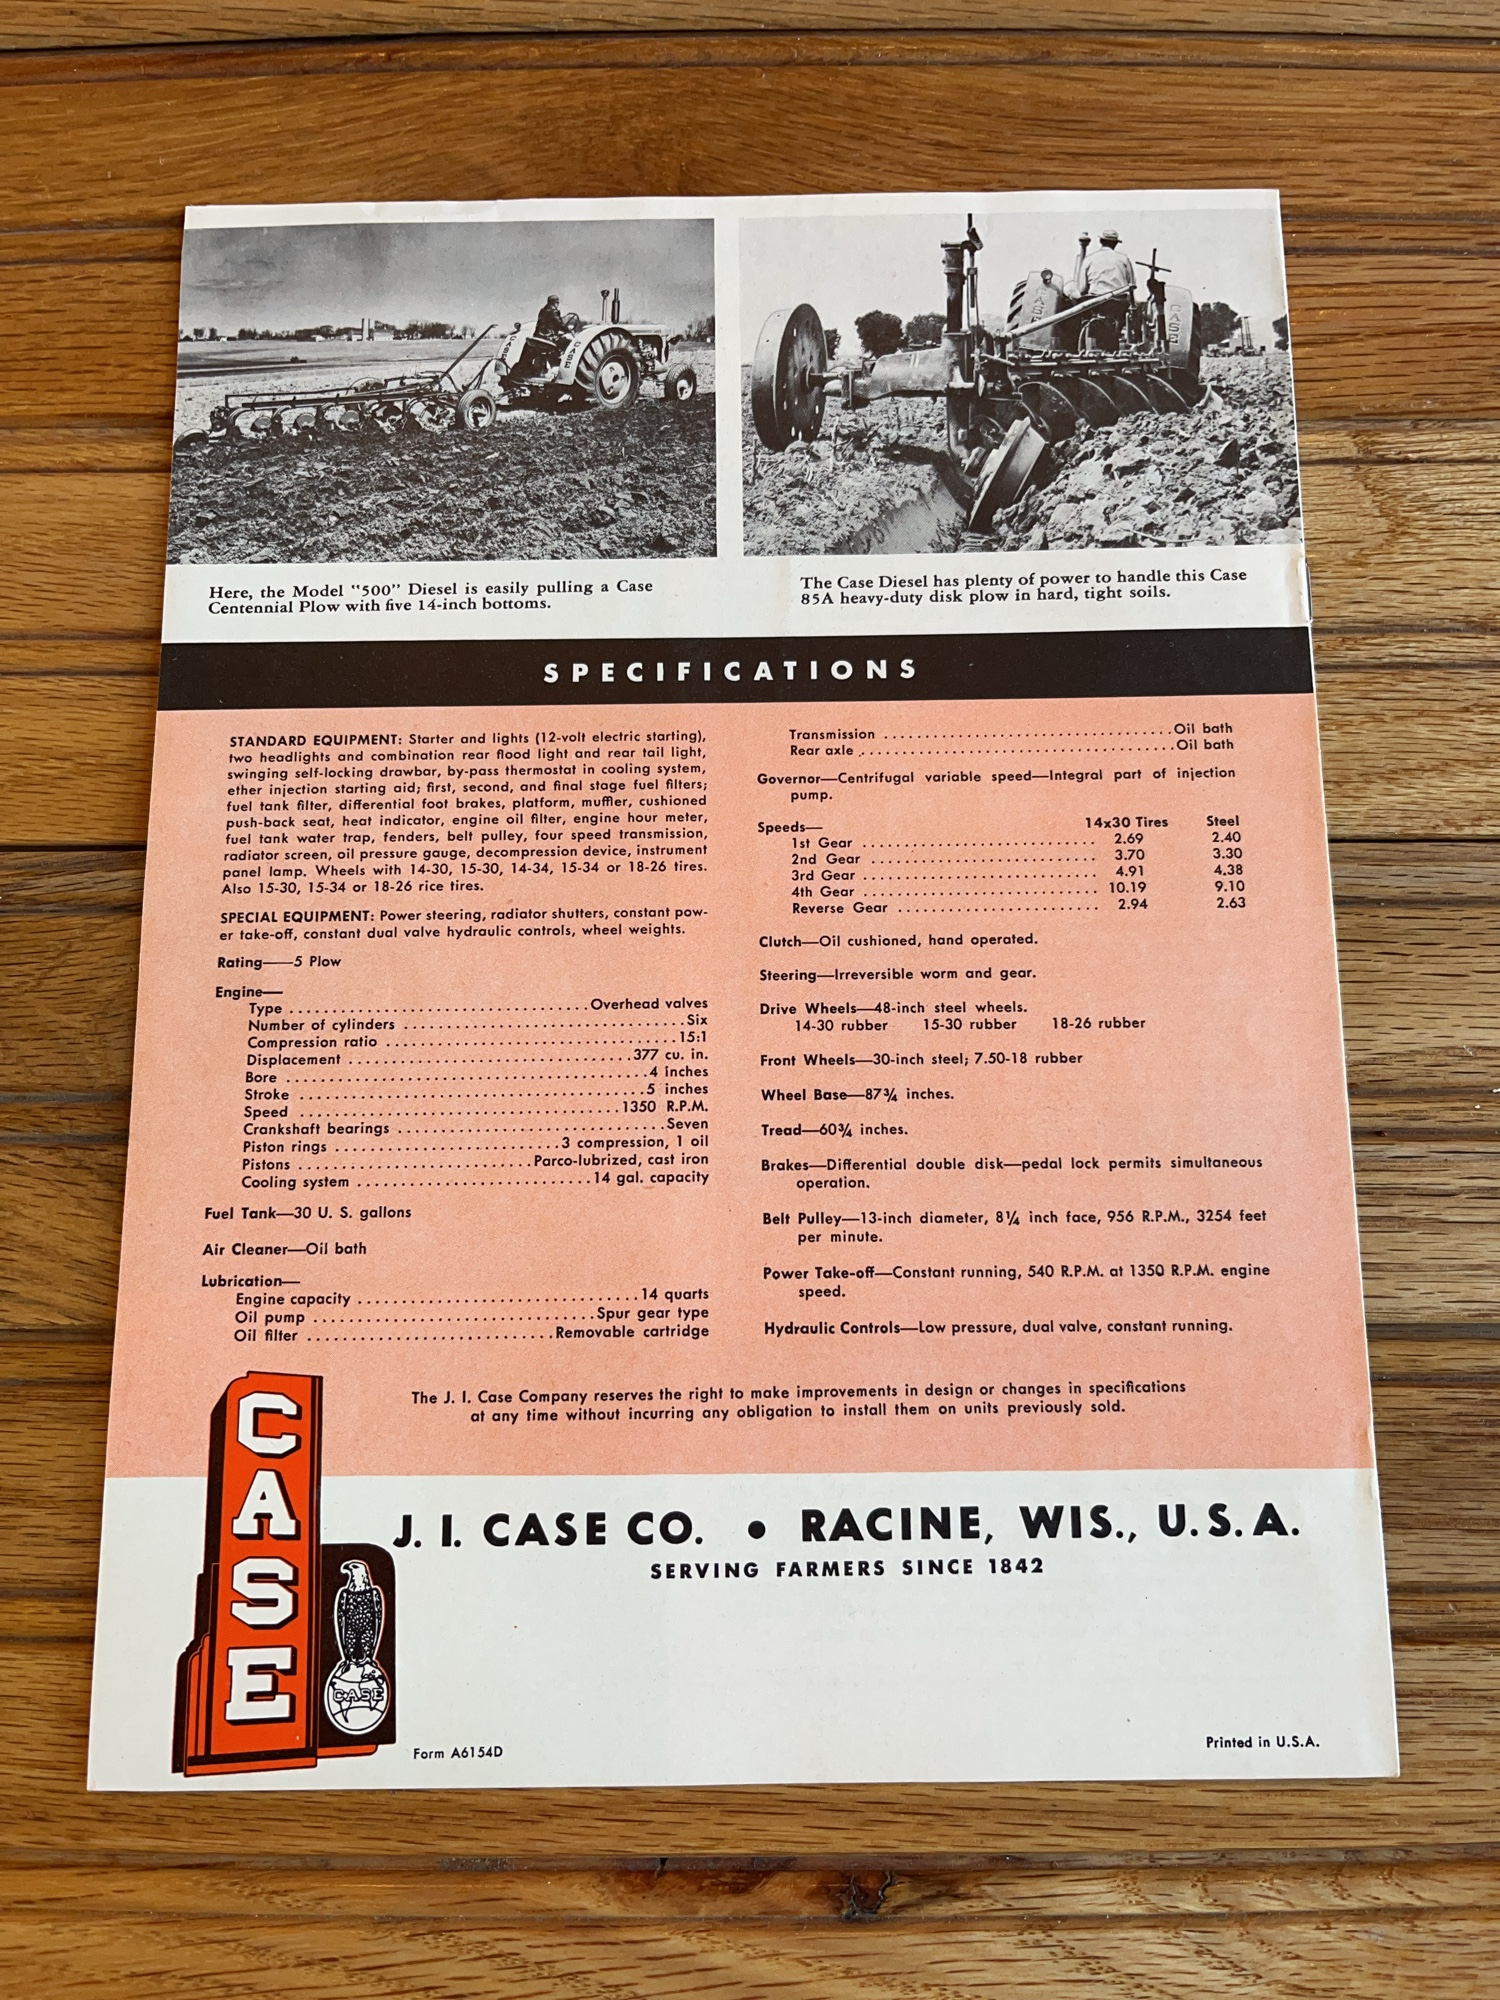 Here, the Model "500" Diesel is easily pulling a Case
Centennial Plow with five 14-inch bottoms.
The Case Diesel has plenty of power to handle this Case
85A heavy-duty disk plow in hard, tight soils.
SPECIFICATIONS
STANDARD EQUIPMENT: Starter and lights (12-volt electric starting),
two headlights and combination rear flood light and rear tail light,
swinging self-locking drawbar, by-pass thermostat in cooling system,
ether injection starting aid; first, second, and final stage fuel filters;
fuel tank filter, differential foot brakes, platform, muffler, cushioned
push-back seat, heat indicator, engine oil filter, engine hour meter,
fuel tank water trap, fenders, belt pulley, four speed transmission,
radiator screen, oil pressure gauge, decompression device, instrument
panel lamp. Wheels with 14-30, 15-30, 14-34, 15-34 or 18-26 tires.
Also 15-30, 15-34 or 18-26 rice tires.
SPECIAL EQUIPMENT: Power steering, radiator shutters, constant pow-
er take-off, constant dual valve hydraulic controls, wheel weights.
Rating——5 Plow
Engine—
Type ................................ Overhead valves
Number of cylinders ................................ Six
Compression ratio ................................ 15:1
Displacement ................................ 377 cu. in.
Bore ................................ 4 inches
Stroke ................................ 5 inches
Speed ................................ 1350 R.P.M.
Crankshaft bearings ................................ Seven
Piston rings ................................ 3 compression, 1 oil
Pistons ................................ Parco-lubrized, cast iron
Cooling system ................................ 14 gal. capacity
Fuel Tank—30 U. S. gallons
Air Cleaner—Oil bath
Lubrication—
Engine capacity ................................ 14 quarts
Oil pump ................................ Spur gear type
Oil filter ................................ Removable cartridge
Transmission ................................ Oil bath
Rear axle ................................ Oil bath
Governor—Centrifugal variable speed—Integral part of injection
pump.
Speeds— 14x30 Tires Steel
1st Gear ................................ 2.69 2.40
2nd Gear ................................ 3.70 3.30
3rd Gear ................................ 4.91 4.38
4th Gear ................................ 10.19 9.10
Reverse Gear ................................ 2.94 2.63
Clutch—Oil cushioned, hand operated.
Steering—Irreversible worm and gear.
Drive Wheels—48-inch steel wheels.
14-30 rubber 15-30 rubber 18-26 rubber
Front Wheels—30-inch steel; 7.50-18 rubber
Wheel Base—87¾ inches.
Tread—60¾ inches.
Brakes—Differential double disk—pedal lock permits simultaneous
operation.
Belt Pulley—13-inch diameter, 8¼ inch face, 956 R.P.M., 3254 feet
per minute.
Power Take-off—Constant running, 540 R.P.M. at 1350 R.P.M. engine
speed.
Hydraulic Controls—Low pressure, dual valve, constant running.
The J. I. Case Company reserves the right to make improvements in design or changes in specifications
at any time without incurring any obligation to install them on units previously sold.
CASE
CASE
J. I. CASE CO. • RACINE, WIS., U.S.A.
SERVING FARMERS SINCE 1842
Form A6154D
Printed in U.S.A.
CASE
CASE
CASE
CASE